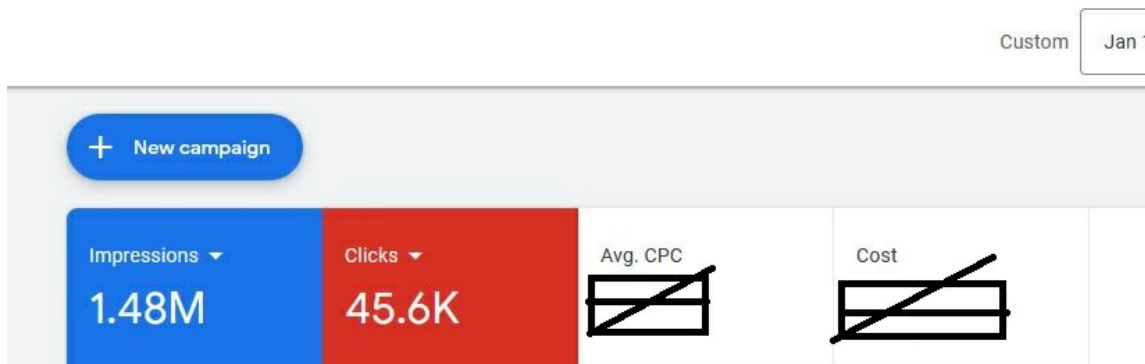 Custom Jan
+ New campaign
Impressions Clicks Avg. CPC Cost
1.48M 45.6K